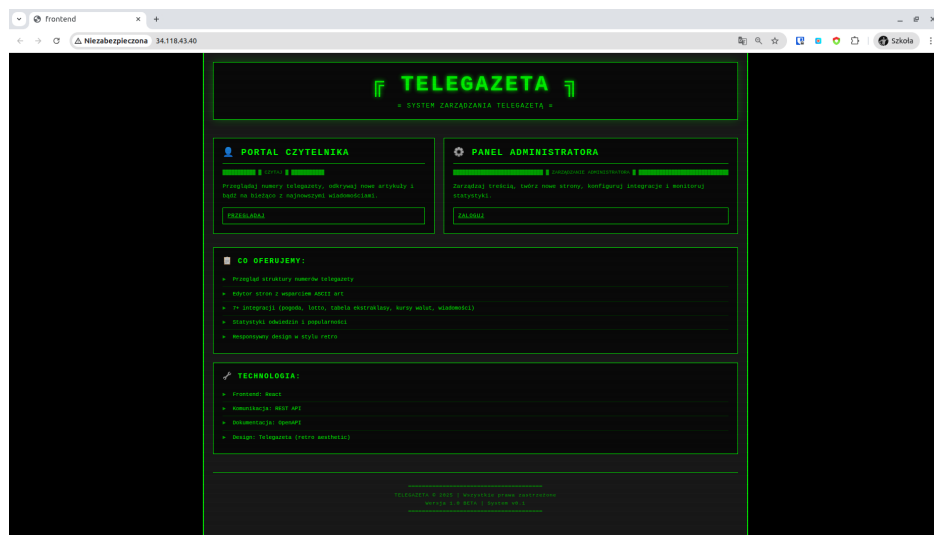 frontend
Niezabezpieczona 34.118.43.40
Szkoła
╔ TELEGAZETA ╗
= SYSTEM ZARZĄDZANIA TELEGAZETĄ =
PORTAL CZYTELNIKA
CZYTAJ
Przeglądaj numery telegazety, odkrywaj nowe artykuły i
bądź na bieżąco z najnowszymi wiadomościami.
PRZEGLĄDAJ
PANEL ADMINISTRATORA
ZARZĄDZANIE ADMINISTRATORA
Zarządzaj treścią, twórz nowe strony, konfiguruj integracje i monitoruj
statystyki.
ZALOGUJ
CO OFERUJEMY:
► Przegląd struktury numerów telegazety
► Edytor stron z wsparciem ASCII art
► 7+ integracji (pogoda, lotto, tabela ekstraklasy, kursy walut, wiadomości)
► Statystyki odwiedzin i popularności
► Responsywny design w stylu retro
TECHNOLOGIA:
► Frontend: React
► Komunikacja: REST API
► Dokumentacja: OpenAPI
► Design: Telegazeta (retro aesthetic)
TELEGAZETA © 2025 | Wszystkie prawa zastrzeżone
Wersja 1.0 BETA | System v0.1